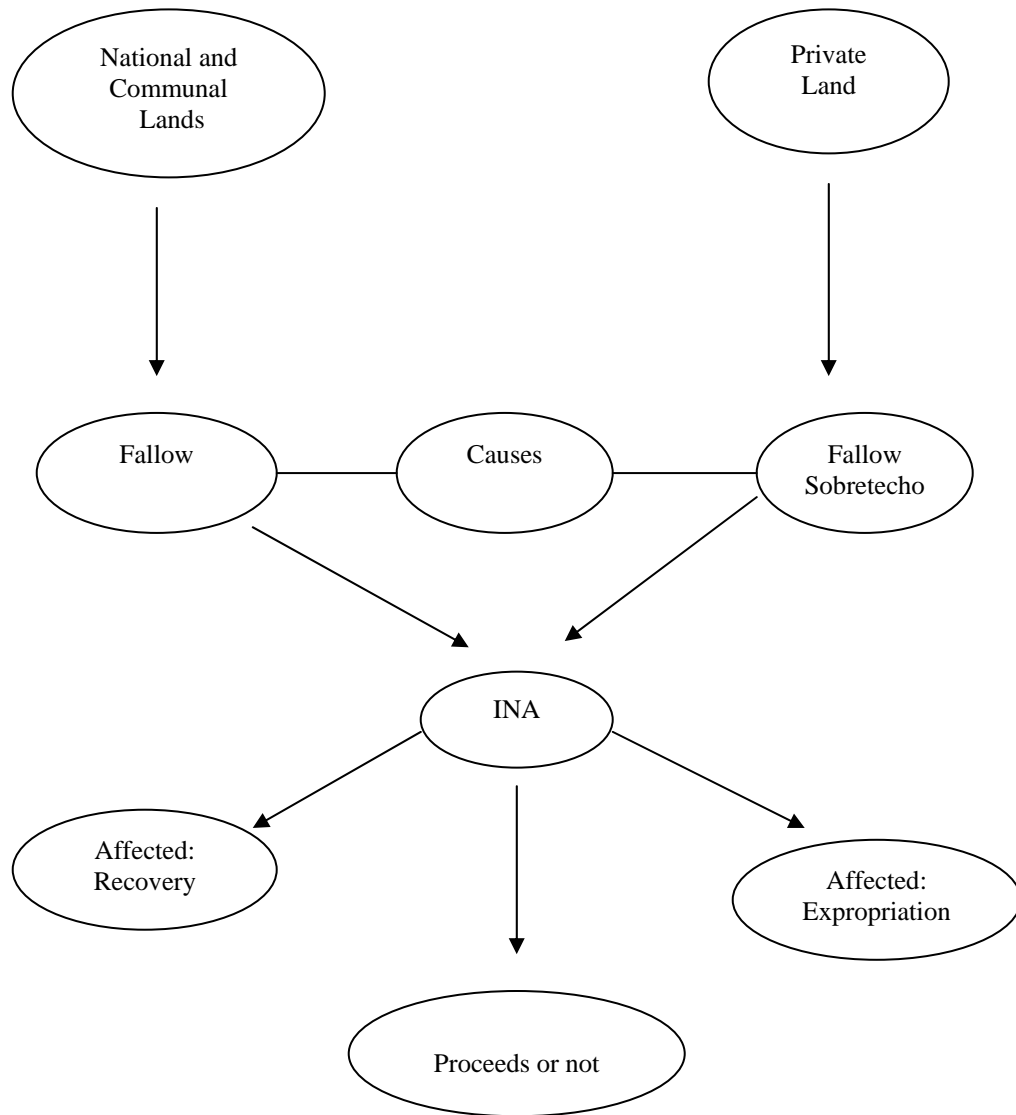 National and
Communal
Lands
Private
Land
Fallow
Causes
Fallow
Sobretecho
INA
Affected:
Recovery
Affected:
Expropriation
Proceeds or not